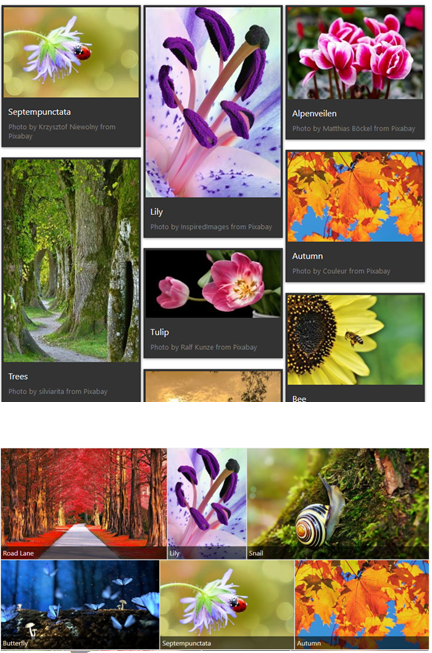 Septempunctata
Photo by Krzysztof Niewolny from
Pixabay
Trees
Photo by silviarita from Pixabay
Lily
Photo by InspiredImages from Pixabay
Tulip
Photo by Ralf Kunze from Pixabay
Alpenveilen
Photo by Matthias Böckel from Pixabay
Autumn
Photo by Couleur from Pixabay
Bee
Road Lane
Lily
Snail
Butterfly
Septempunctata
Autumn